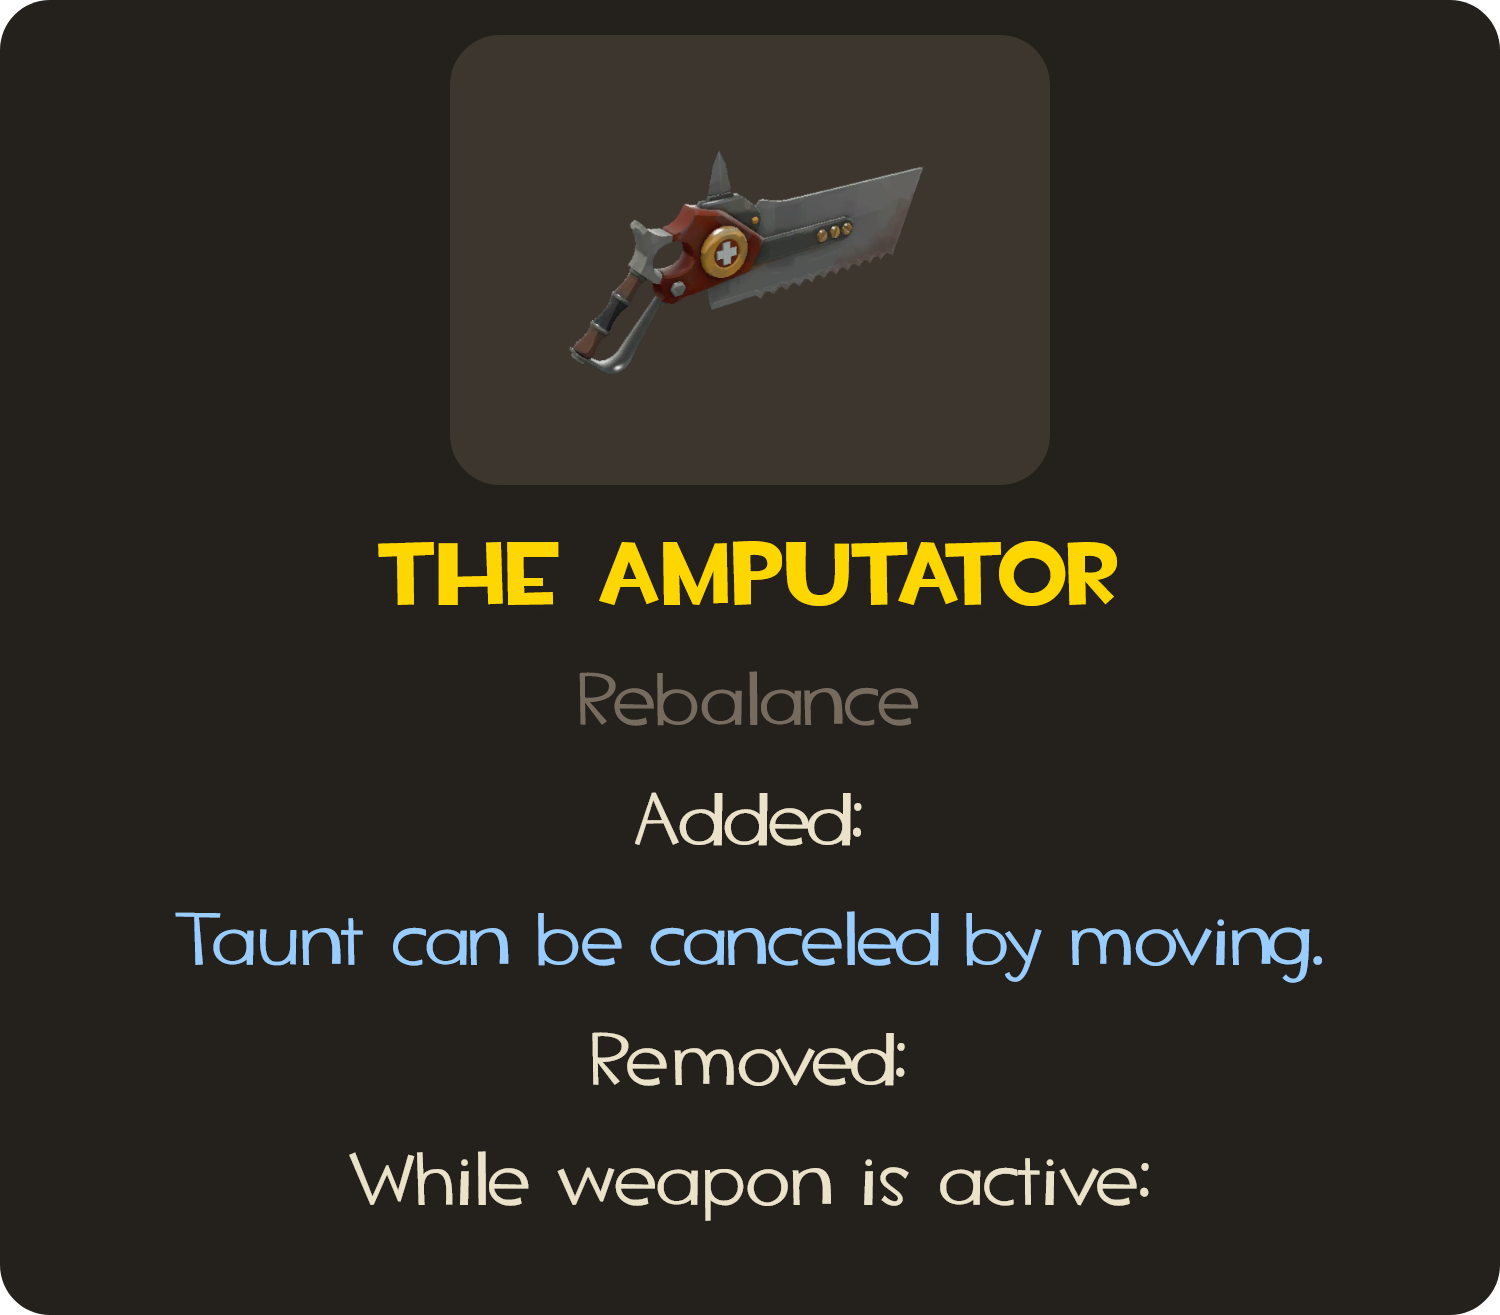 THE AMPUTATOR
Rebalance
Added:
Taunt can be canceled by moving.
Removed:
While weapon is active: